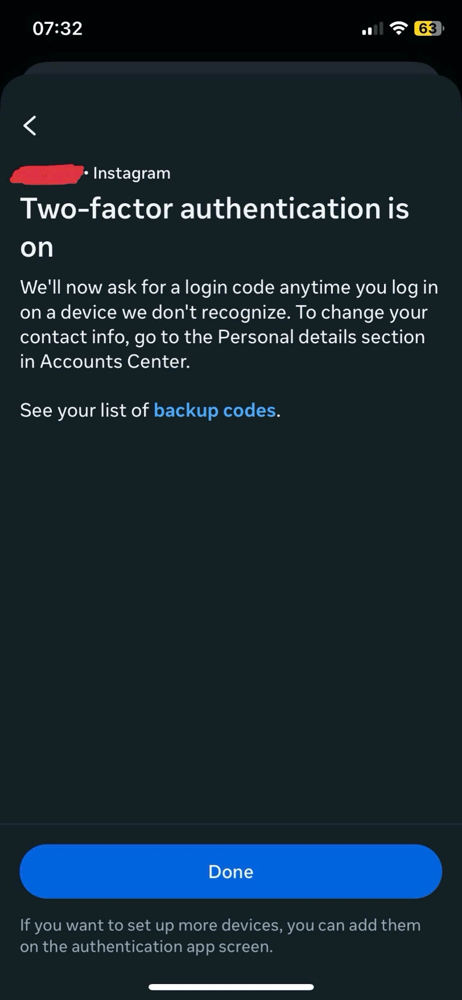 07:32
63
• Instagram
Two-factor authentication is
on
We'll now ask for a login code anytime you log in
on a device we don't recognize. To change your
contact info, go to the Personal details section
in Accounts Center.
See your list of backup codes.
Done
If you want to set up more devices, you can add them
on the authentication app screen.